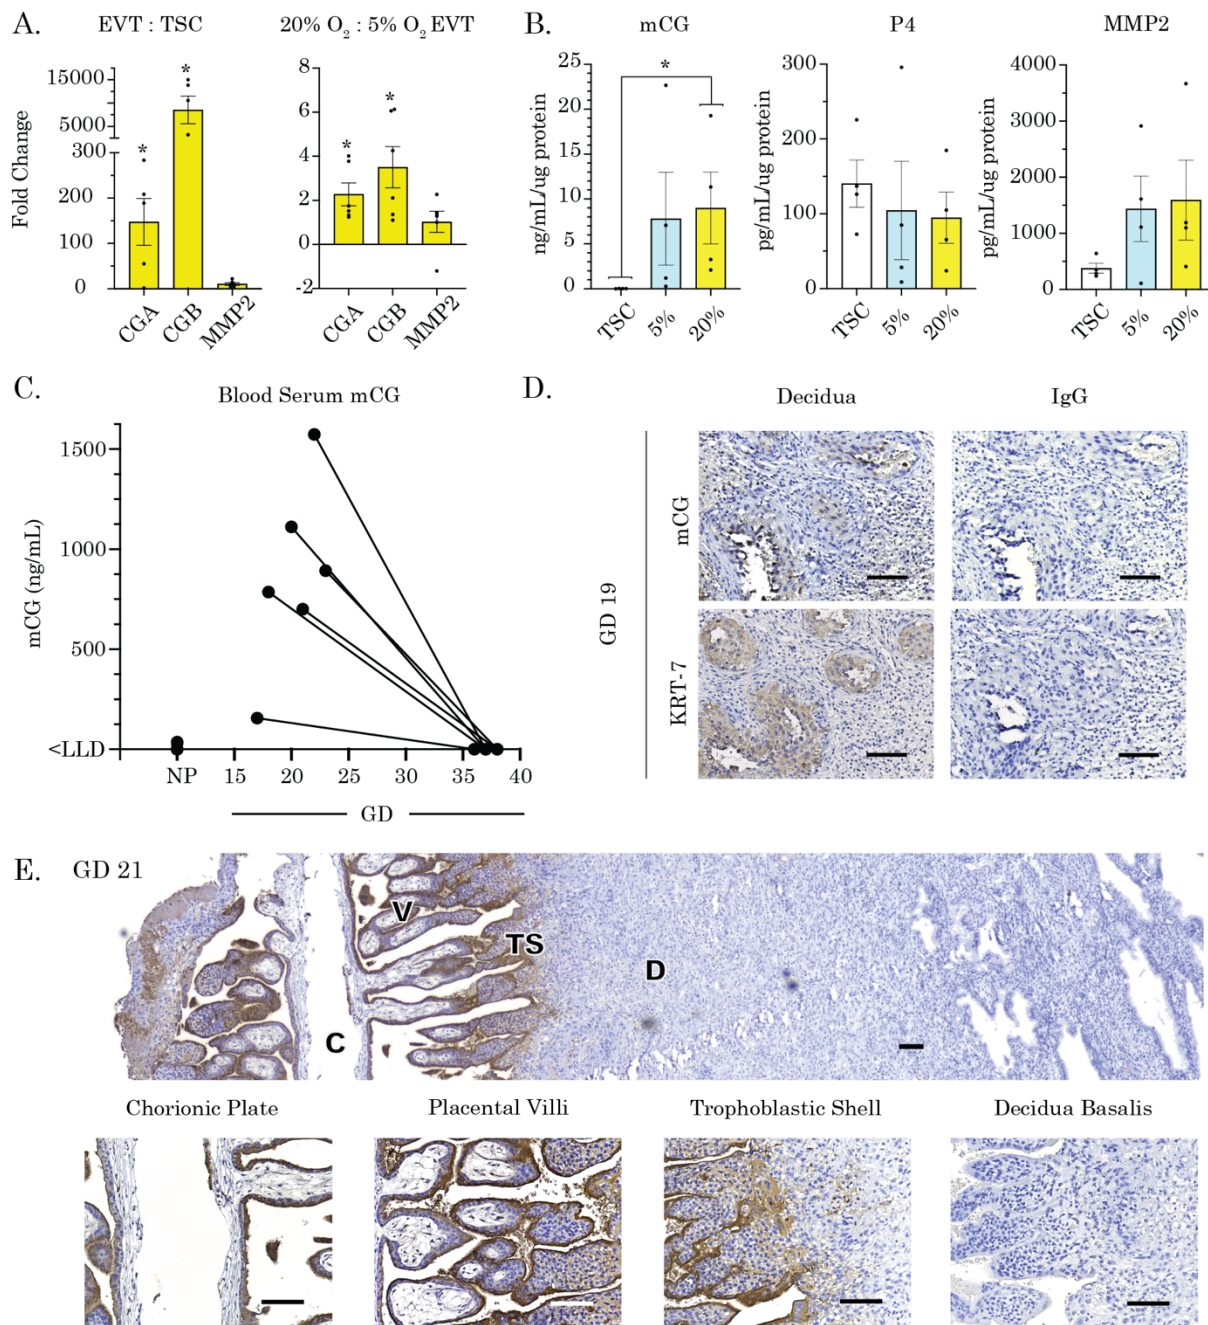 A.
EVT : TSC
20% O2 : 5% O2 EVT
Fold Change
15000
5000
300
200
100
0
*
*
CGA
CGB
MMP2
8
6
4
2
0
-2
*
*
CGA
CGB
MMP2
B.
mCG
P4
MMP2
ng/mL/ug protein
25
20
15
10
5
0
*
TSC
5%
20%
pg/mL/ug protein
300
200
100
0
TSC
5%
20%
pg/mL/ug protein
4000
3000
2000
1000
0
TSC
5%
20%
C.
Blood Serum mCG
mCG (ng/mL)
1500
1000
500
<LLD
NP
15
20
25
30
35
40
GD
D.
Decidua
IgG
GD 19
mCG
KRT-7
E.
GD 21
V
TS
D
C
Chorionic Plate
Placental Villi
Trophoblastic Shell
Decidua Basalis